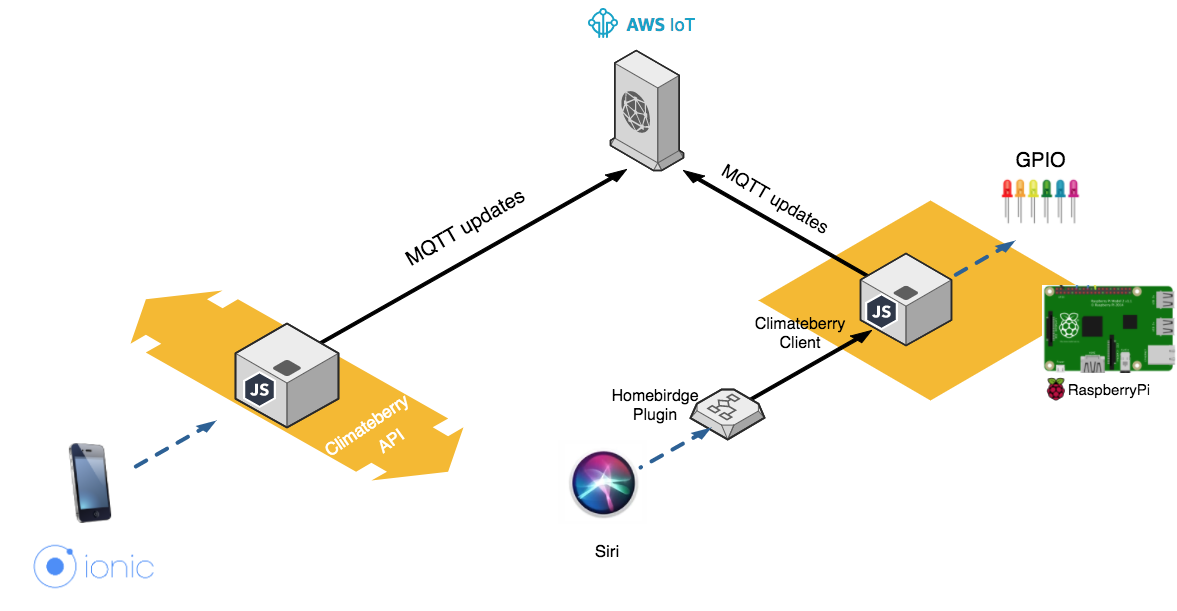 AWS IoT
GPIO
MQTT updates
MQTT updates
JS
Climateberry
Client
JS
Climateberry
API
Homebirdge
Plugin
RaspberryPi
Siri
ionic